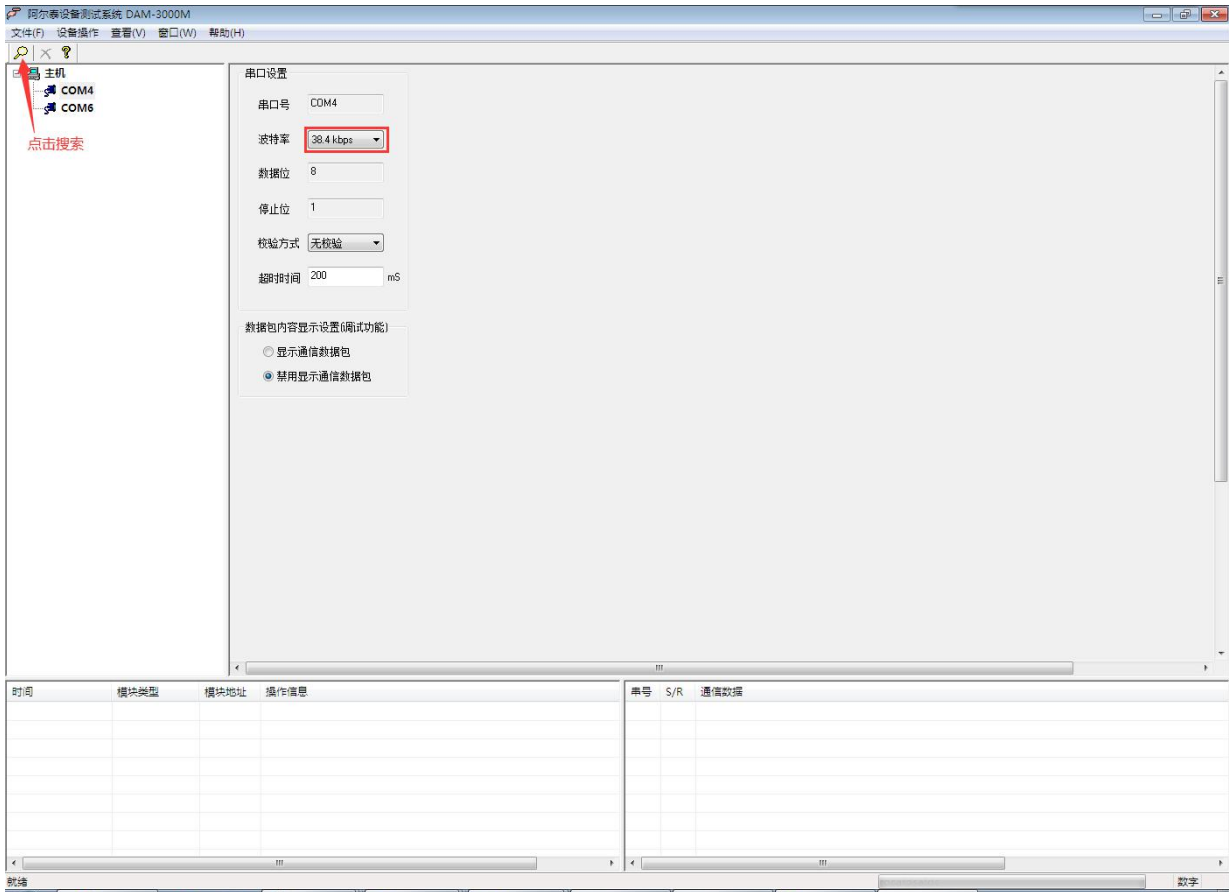 阿尔泰设备测试系统 DAM-3000M
文件(F) 设备操作 查看(V) 窗口(W) 帮助(H)
主机
COM4
COM6
点击搜索
串口设置
串口号 COM4
波特率 38.4 kbps
数据位 8
停止位 1
校验方式 无校验
超时时间 200 mS
数据包内容显示设置(调试功能)
显示通信数据包
禁用显示通信数据包
时间 模块类型 模块地址 操作信息
串号 S/R 通信数据
就绪
数字